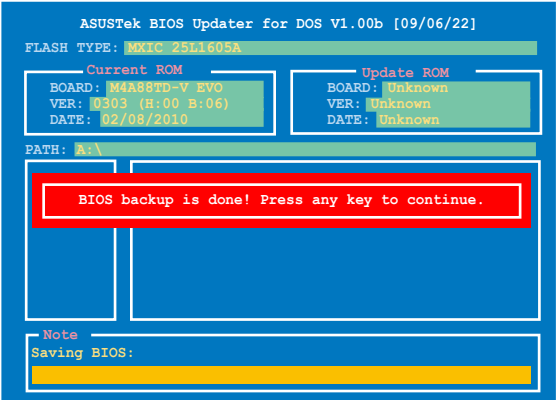 ASUSTek BIOS Updater for DOS V1.00b [09/06/22]
FLASH TYPE: MXIC 25L1605A
Current ROM
BOARD: M4A88TD-V EVO
VER: 0303 (H:00 B:06)
DATE: 02/08/2010
Update ROM
BOARD: Unknown
VER: Unknown
DATE: Unknown
PATH: A:\
BIOS backup is done! Press any key to continue.
Note
Saving BIOS: